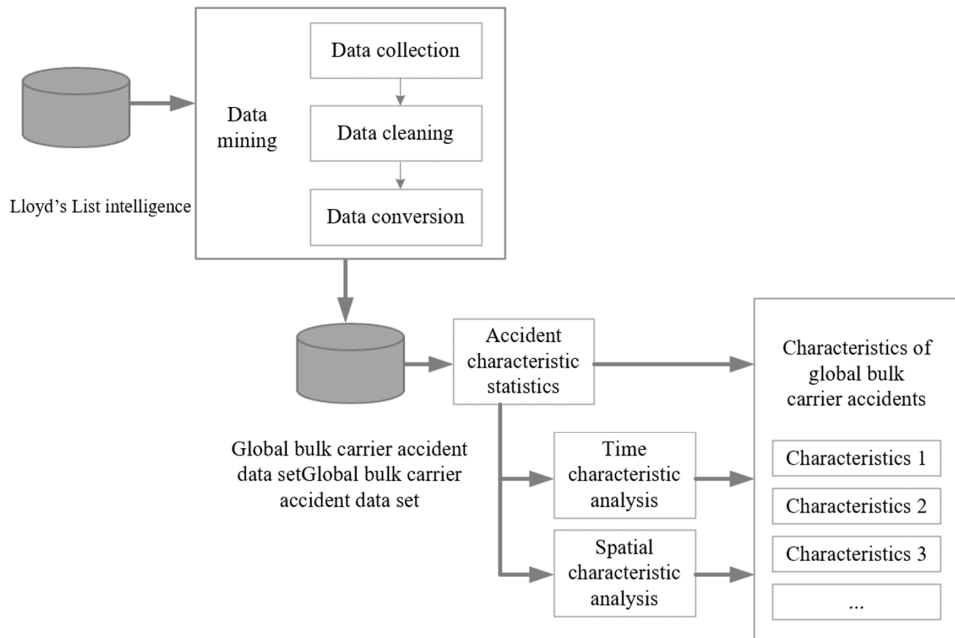 Data collection
Data
mining
Data cleaning
Data conversion
Lloyd's List intelligence
Accident
characteristic
statistics
Characteristics of
global bulk
carrier accidents
Global bulk carrier accident
data setGlobal bulk carrier
accident data set
Time
characteristic
analysis
Spatial
characteristic
analysis
Characteristics 1
Characteristics 2
Characteristics 3
...